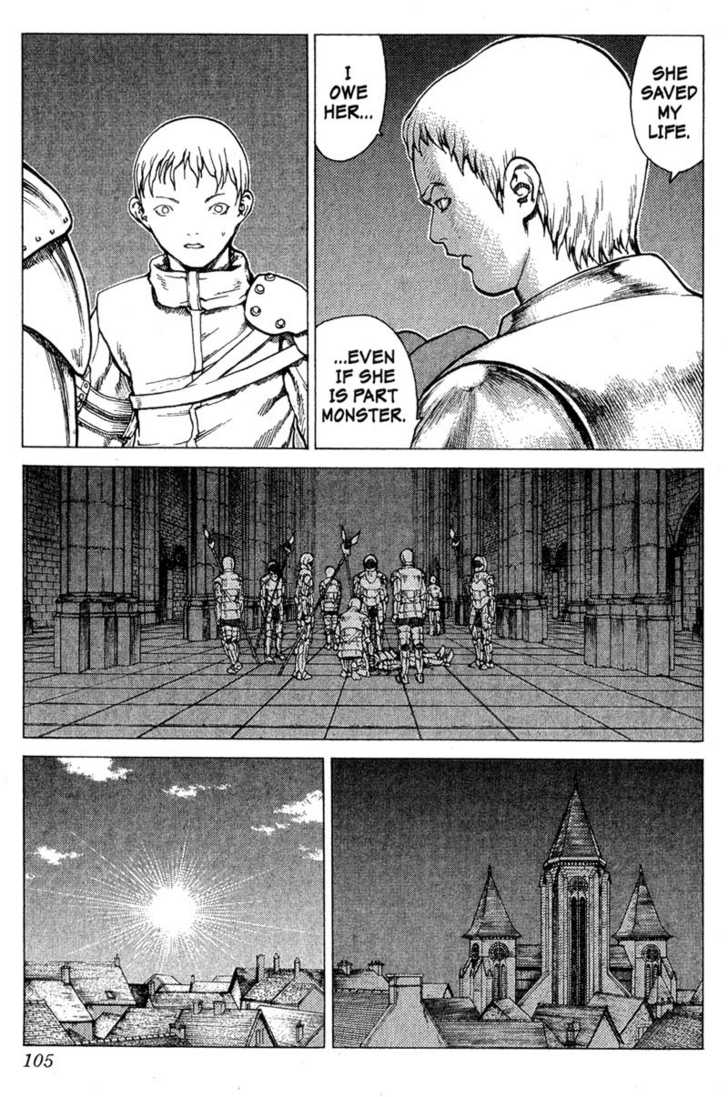 SHE
SAVED
MY
LIFE.
I
OWE
HER...
...EVEN
IF SHE
IS PART
MONSTER.
105